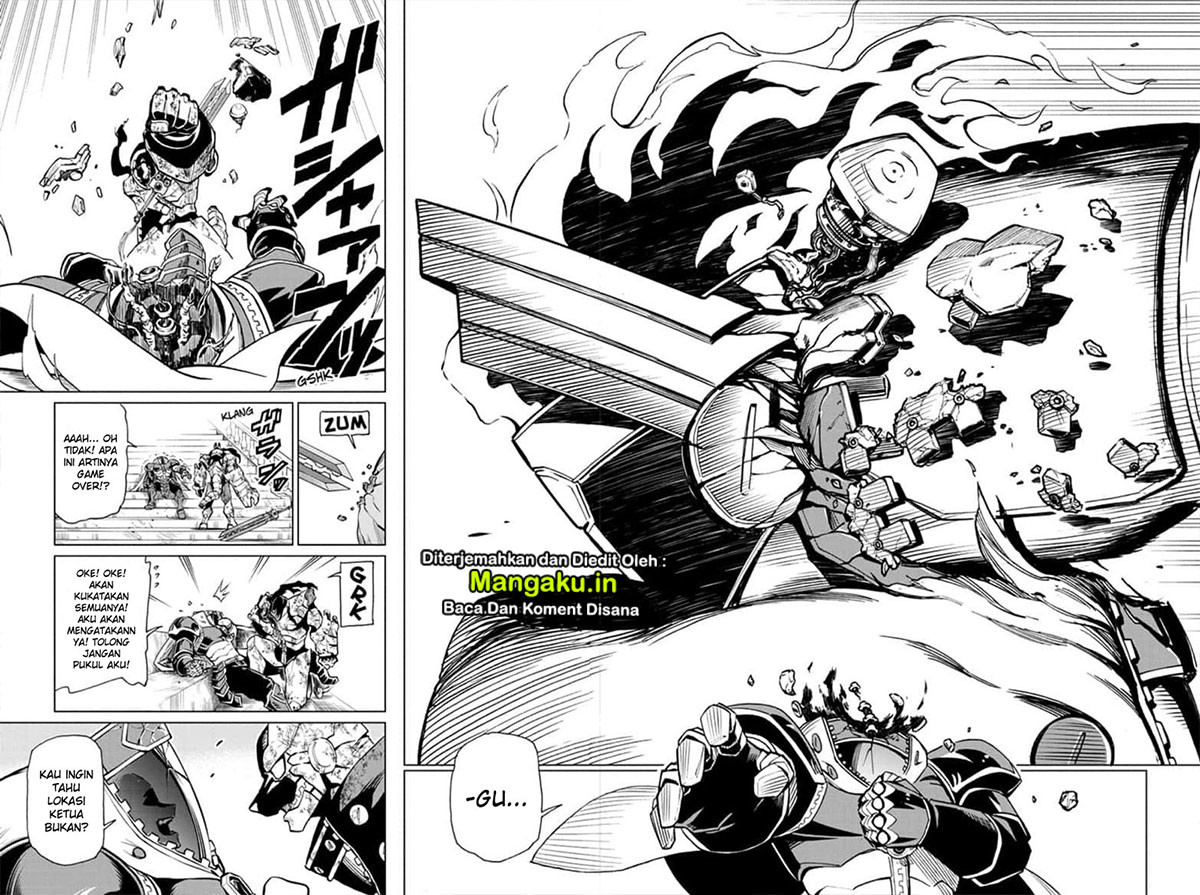 -GU...
Diterjemahkan dan Diedit Oleh :
Mangaku.in
Baca Dan Koment Disana
ガシャアッ
GSHK
ZUM
KLANG
ガラン
AAAH... OH
TIDAK! APA
INI ARTINYA
GAME
OVER!?
GRK
OKE! OKE!
AKAN
KUKATAKAN
SEMUANYA!
AKU AKAN
MENGATAKANN
YA! TOLONG
JANGAN
PUKUL AKU!
KAU INGIN
TAHU
LOKASI
KETUA
BUKAN?